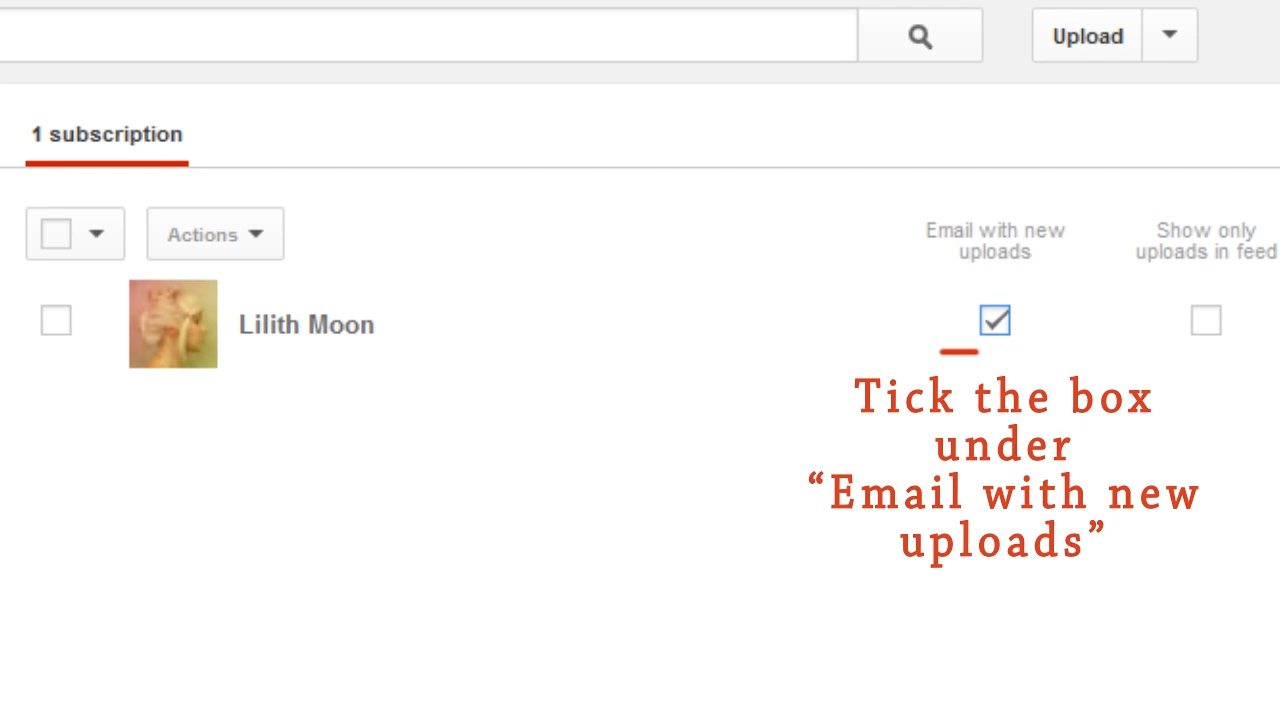 Upload
1 subscription
Actions
Email with new
uploads
Show only
uploads in feed
Lilith Moon
Tick the box
under
“Email with new
uploads”